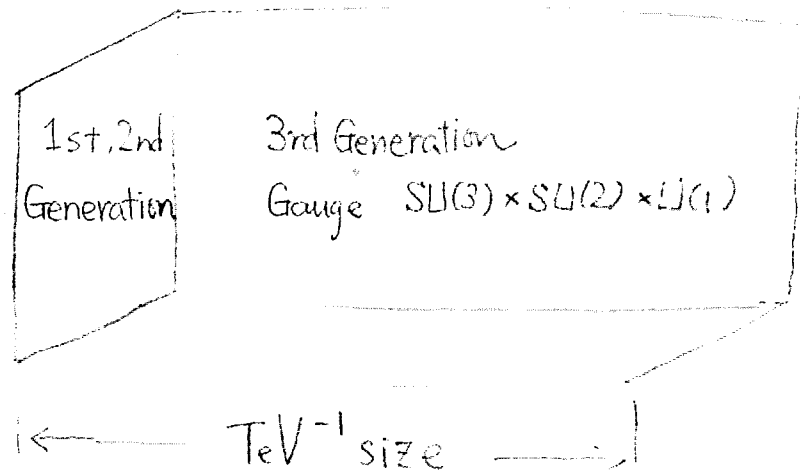 1st, 2nd
Generation
3rd Generation
Gauge SU(3) × SU(2) × U(1)
TeV⁻¹ size